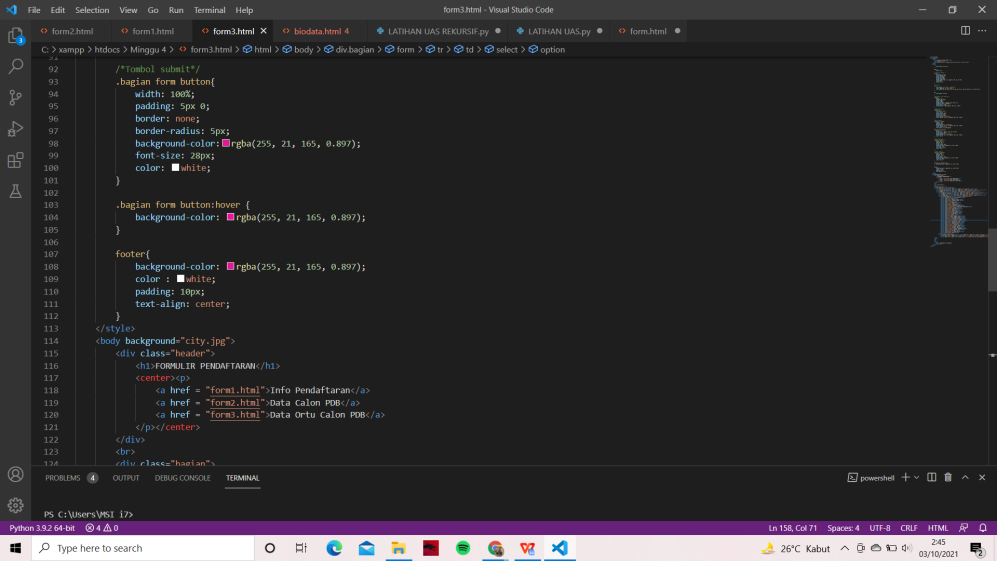 File Edit Selection View Go Run Terminal Help form3.html - Visual Studio Code
form2.html form1.html form3.html biodata.html 4 LATIHAN UAS REKURSIF.py LATIHAN UAS.py form.html
C: > xampp > htdocs > Minggu 4 > form3.html > html > body > div.bagian > form > tr > td > select > option
91
92 /*Tombol submit*/
93 .bagian form button{
94 width: 100%;
95 padding: 5px 0;
96 border: none;
97 border-radius: 5px;
98 background-color: rgba(255, 21, 165, 0.897);
99 font-size: 28px;
100 color: white;
101 }
102
103 .bagian form button:hover {
104 background-color: rgba(255, 21, 165, 0.897);
105 }
106
107 footer{
108 background-color: rgba(255, 21, 165, 0.897);
109 color : white;
110 padding: 10px;
111 text-align: center;
112 }
113 </style>
114 <body background="city.jpg">
115 <div class="header">
116 <h1>FORMULIR PENDAFTARAN</h1>
117 <center><p>
118 <a href = "form1.html">Info Pendaftaran</a>
119 <a href = "form2.html">Data Calon PDB</a>
120 <a href = "form3.html">Data Ortu Calon PDB</a>
121 </p></center>
122 </div>
123 <br>
124 <div class="bagian">
PROBLEMS 4 OUTPUT DEBUG CONSOLE TERMINAL powershell
PS C:\Users\MSI i7>
Python 3.9.2 64-bit 4 0 Ln 158, Col 71 Spaces: 4 UTF-8 CRLF HTML
Type here to search 26°C Kabut 2:45
03/10/2021
3
2